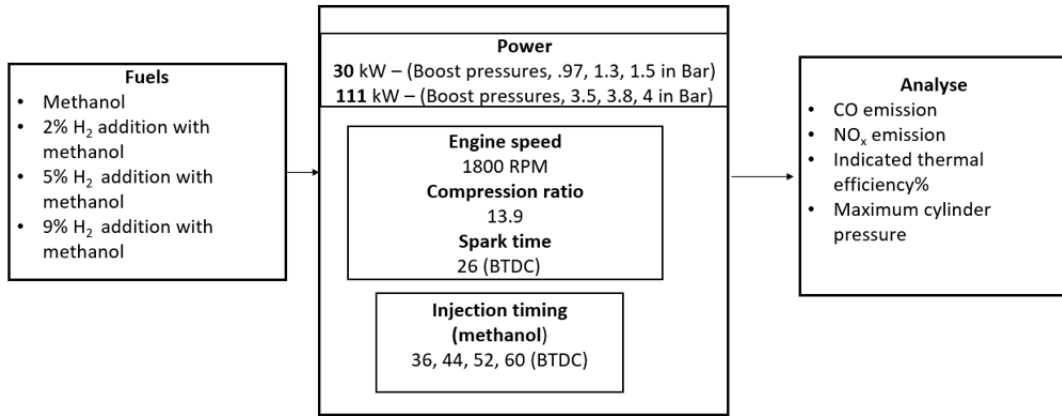 Fuels
• Methanol
• 2% H₂ addition with
methanol
• 5% H₂ addition with
methanol
• 9% H₂ addition with
methanol
Power
30 kW – (Boost pressures, .97, 1.3, 1.5 in Bar)
111 kW – (Boost pressures, 3.5, 3.8, 4 in Bar)
Engine speed
1800 RPM
Compression ratio
13.9
Spark time
26 (BTDC)
Injection timing
(methanol)
36, 44, 52, 60 (BTDC)
Analyse
• CO emission
• NOₓ emission
• Indicated thermal
efficiency%
• Maximum cylinder
pressure